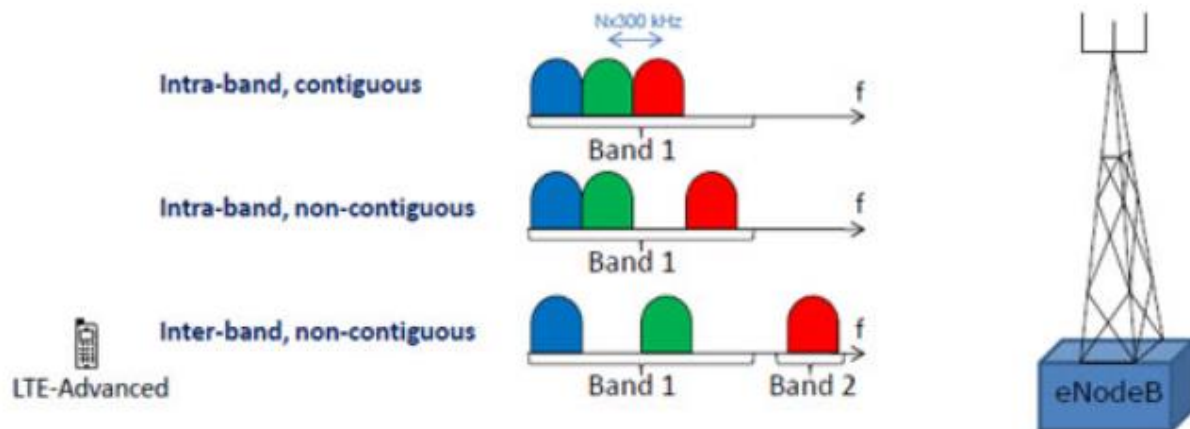 Nx300 kHz
Intra-band, contiguous
f
Band 1
Intra-band, non-contiguous
f
Band 1
Inter-band, non-contiguous
f
Band 1
Band 2
LTE-Advanced
eNodeB